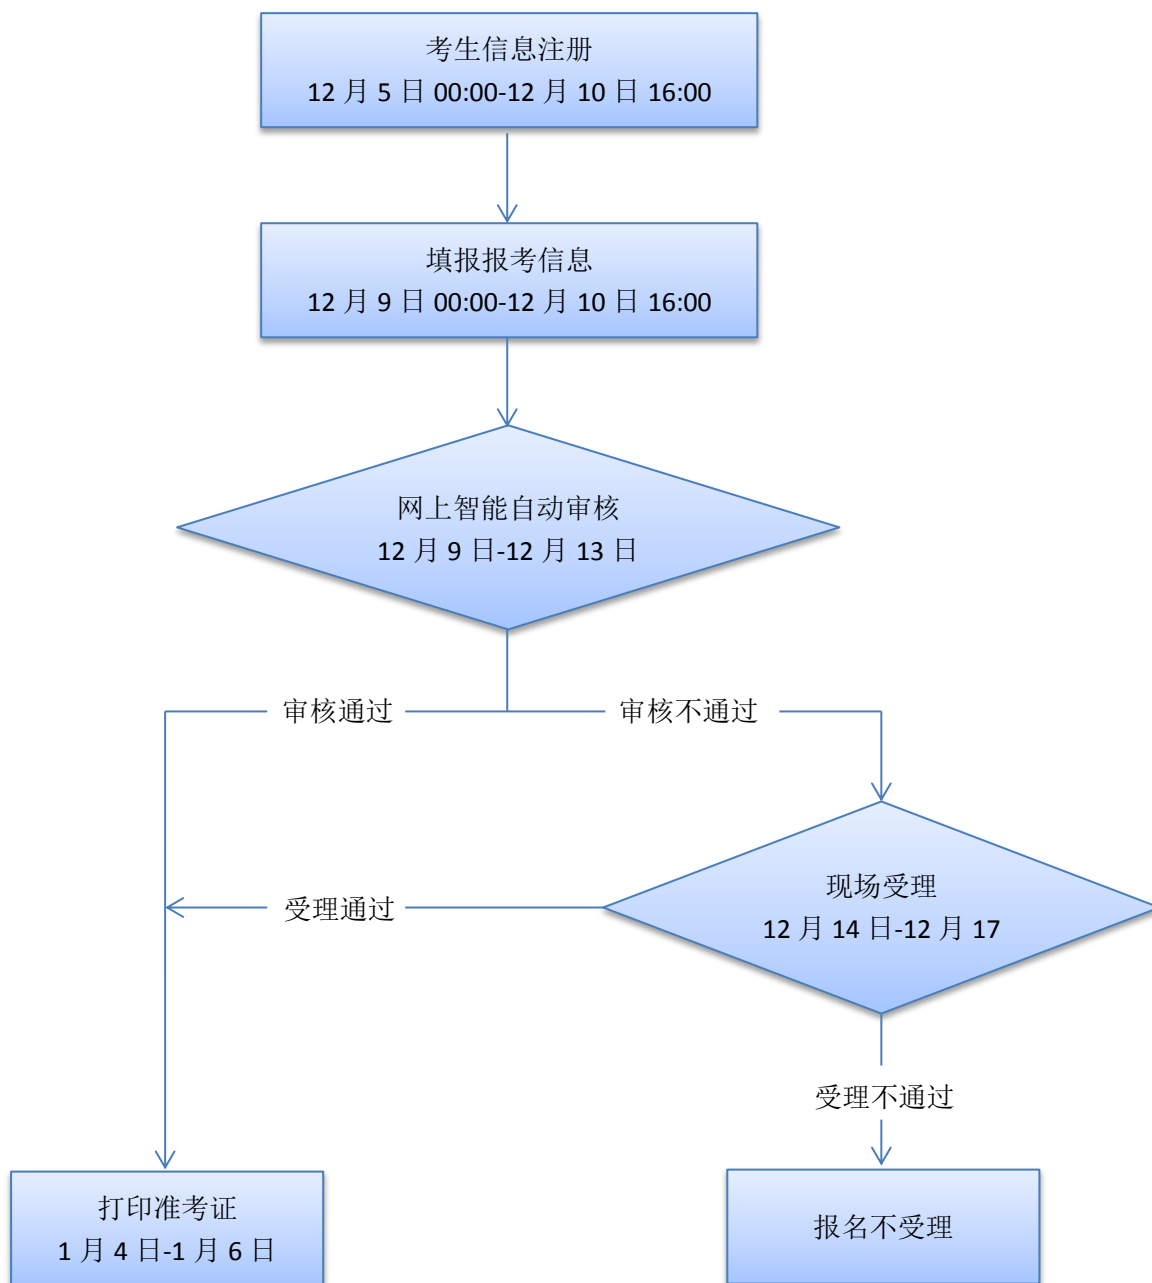 考生信息注册
12 月 5 日 00:00-12 月 10 日 16:00
填报报考信息
12 月 9 日 00:00-12 月 10 日 16:00
网上智能自动审核
12 月 9 日-12 月 13 日
审核通过
审核不通过
现场受理
12 月 14 日-12 月 17
受理通过
受理不通过
打印准考证
1 月 4 日-1 月 6 日
报名不受理